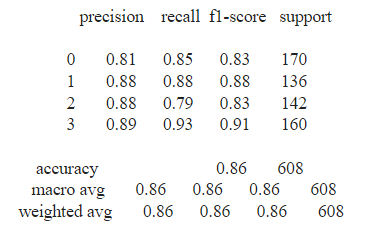 precision recall f1-score support
0 0.81 0.85 0.83 170
1 0.88 0.88 0.88 136
2 0.88 0.79 0.83 142
3 0.89 0.93 0.91 160
accuracy 0.86 608
macro avg 0.86 0.86 0.86 608
weighted avg 0.86 0.86 0.86 608